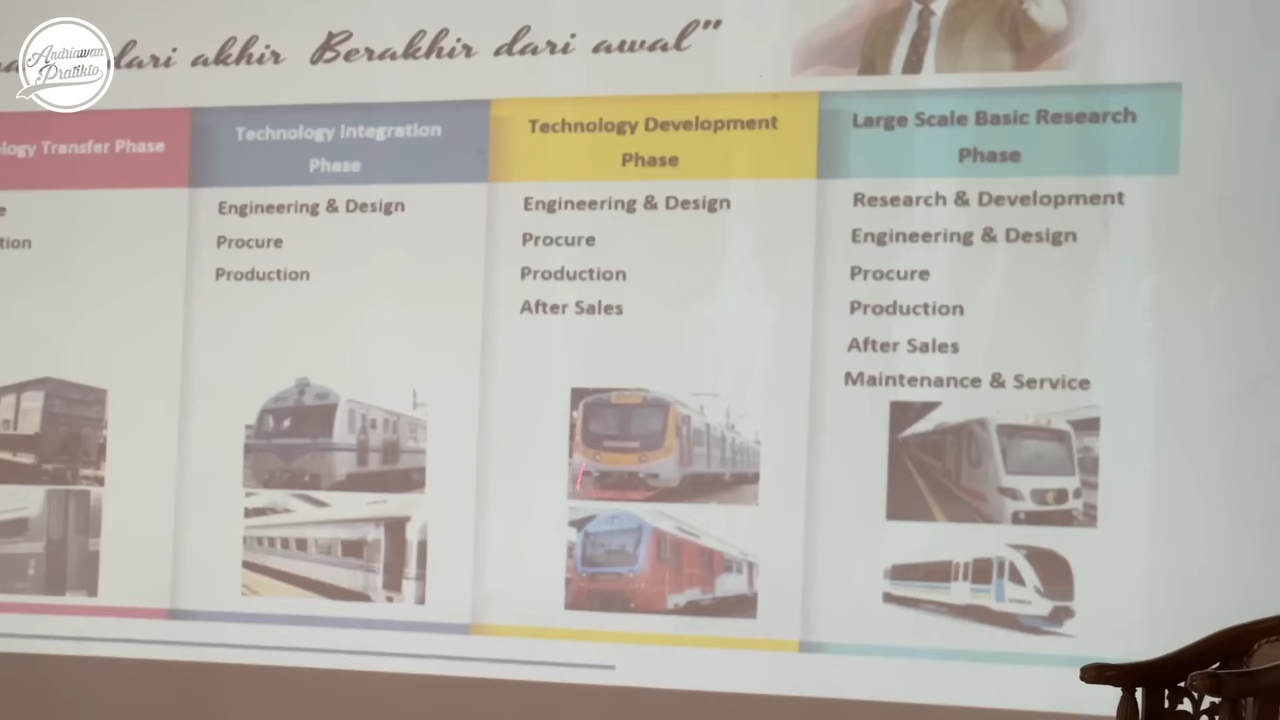 Andriawan
Pratikto
dari akhir Berakhir dari awal"
Transfer Phase
Technology Integration
Phase
Engineering & Design
Procure
Production
Technology Development
Phase
Engineering & Design
Procure
Production
After Sales
Large Scale Basic Research
Phase
Research & Development
Engineering & Design
Procure
Production
After Sales
Maintenance & Service